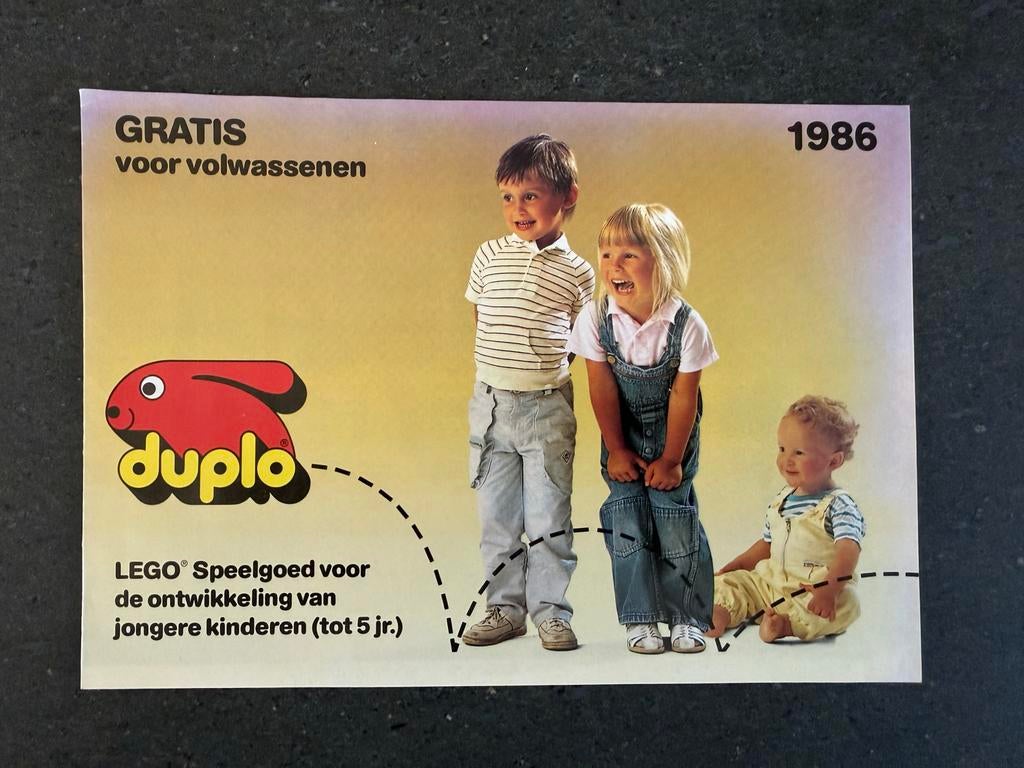 GRATIS
voor volwassenen
1986
duplo®
LEGO® Speelgoed voor
de ontwikkeling van
jongere kinderen (tot 5 jr.)